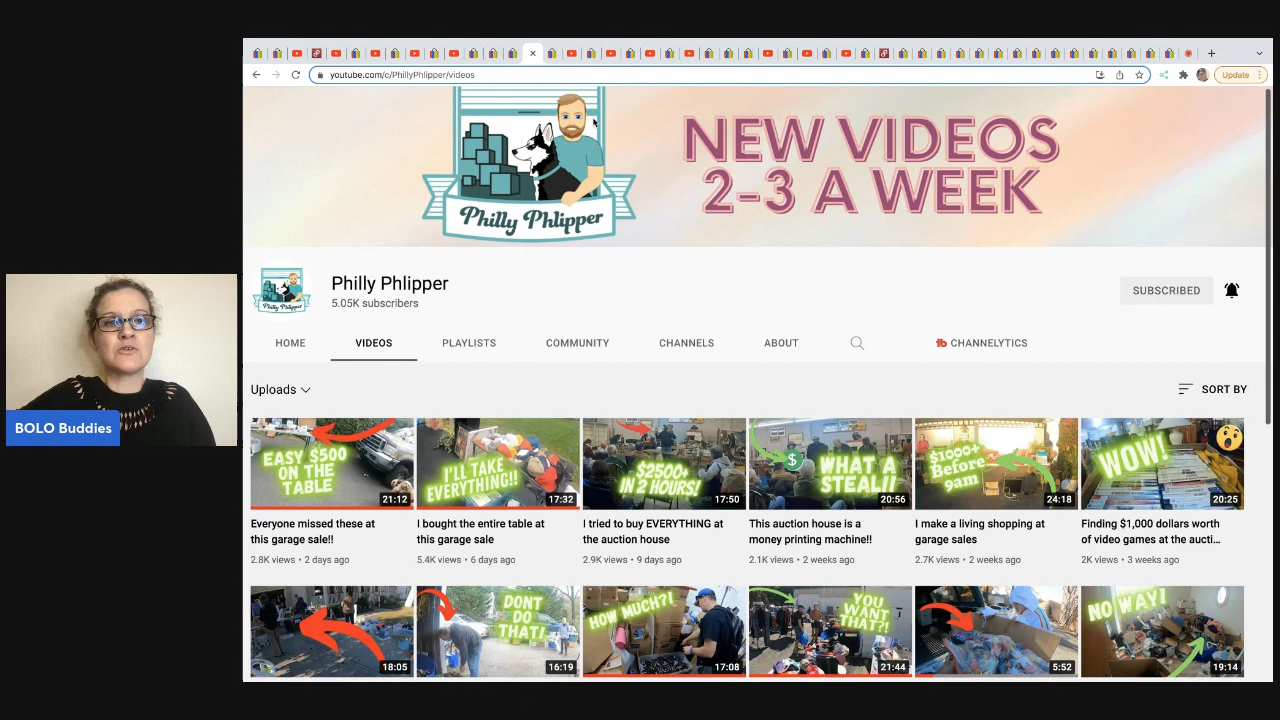 youtube.com/c/PhillyPhlipper/videos
Update
NEW VIDEOS
2-3 A WEEK
Philly Phlipper
Philly Phlipper
Philly Phlipper
5.05K subscribers
SUBSCRIBED
HOME
VIDEOS
PLAYLISTS
COMMUNITY
CHANNELS
ABOUT
tb CHANNELYTICS
Uploads
SORT BY
BOLO Buddies
EASY $500
ON THE
TABLE
21:12
I'LL TAKE
EVERYTHING!!
17:32
$2500+
IN 2 HOURS!
17:50
$
WHAT A
STEAL!!
20:56
$1000+
Before
9am
24:18
WOW!
20:25
Everyone missed these at
this garage sale!!
2.8K views • 2 days ago
I bought the entire table at
this garage sale
5.4K views • 6 days ago
I tried to buy EVERYTHING at
the auction house
2.9K views • 9 days ago
This auction house is a
money printing machine!!
2.1K views • 2 weeks ago
I make a living shopping at
garage sales
2.7K views • 2 weeks ago
Finding $1,000 dollars worth
of video games at the aucti...
2K views • 3 weeks ago
18:05
DONT
DO
THAT!
16:19
HOW MUCH?!
17:08
YOU
WANT
THAT?!
21:44
5:52
NO WAY!
19:14